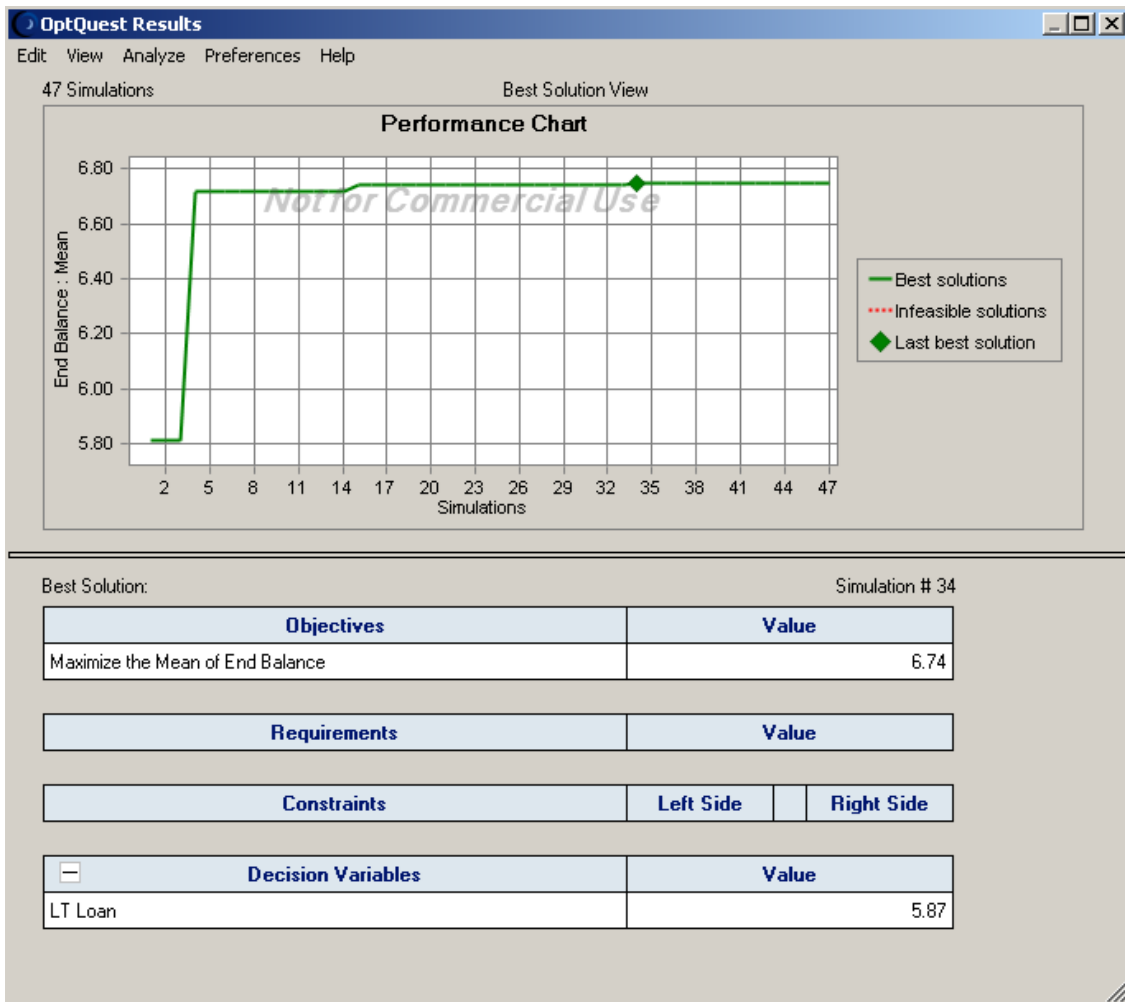 OptQuest Results
Edit View Analyze Preferences Help
47 Simulations Best Solution View
Performance Chart
6.80
6.60
6.40
6.20
6.00
5.80
End Balance : Mean
Not for Commercial Use
2 5 8 11 14 17 20 23 26 29 32 35 38 41 44 47
Simulations
Best solutions
Infeasible solutions
Last best solution
Best Solution: Simulation # 34
Objectives Value
Maximize the Mean of End Balance 6.74
Requirements Value
Constraints Left Side Right Side
Decision Variables Value
LT Loan 5.87